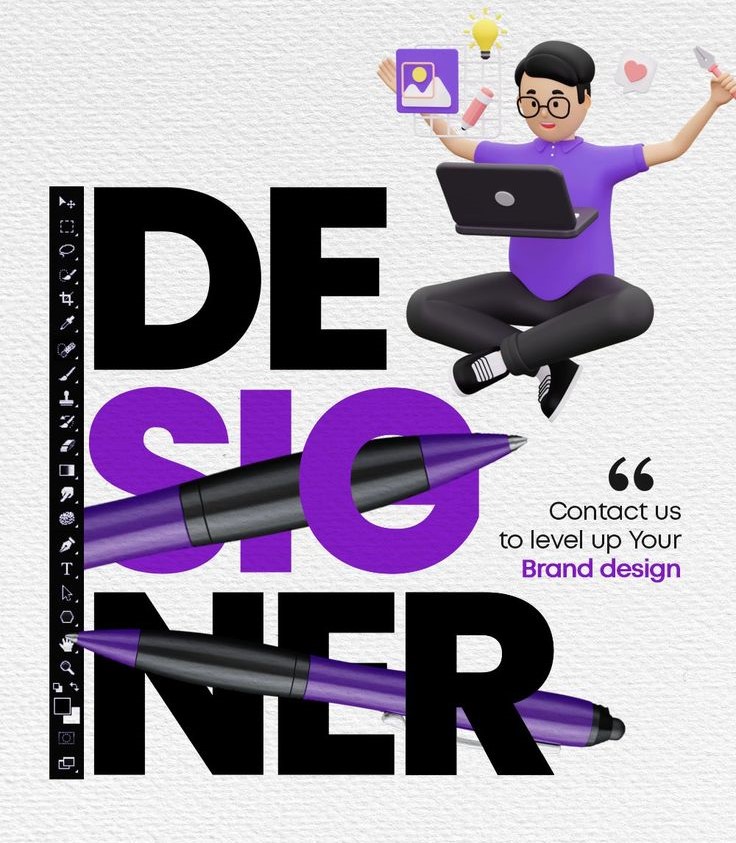 DE
SIG
NER
“
Contact us
to level up Your
Brand design
T